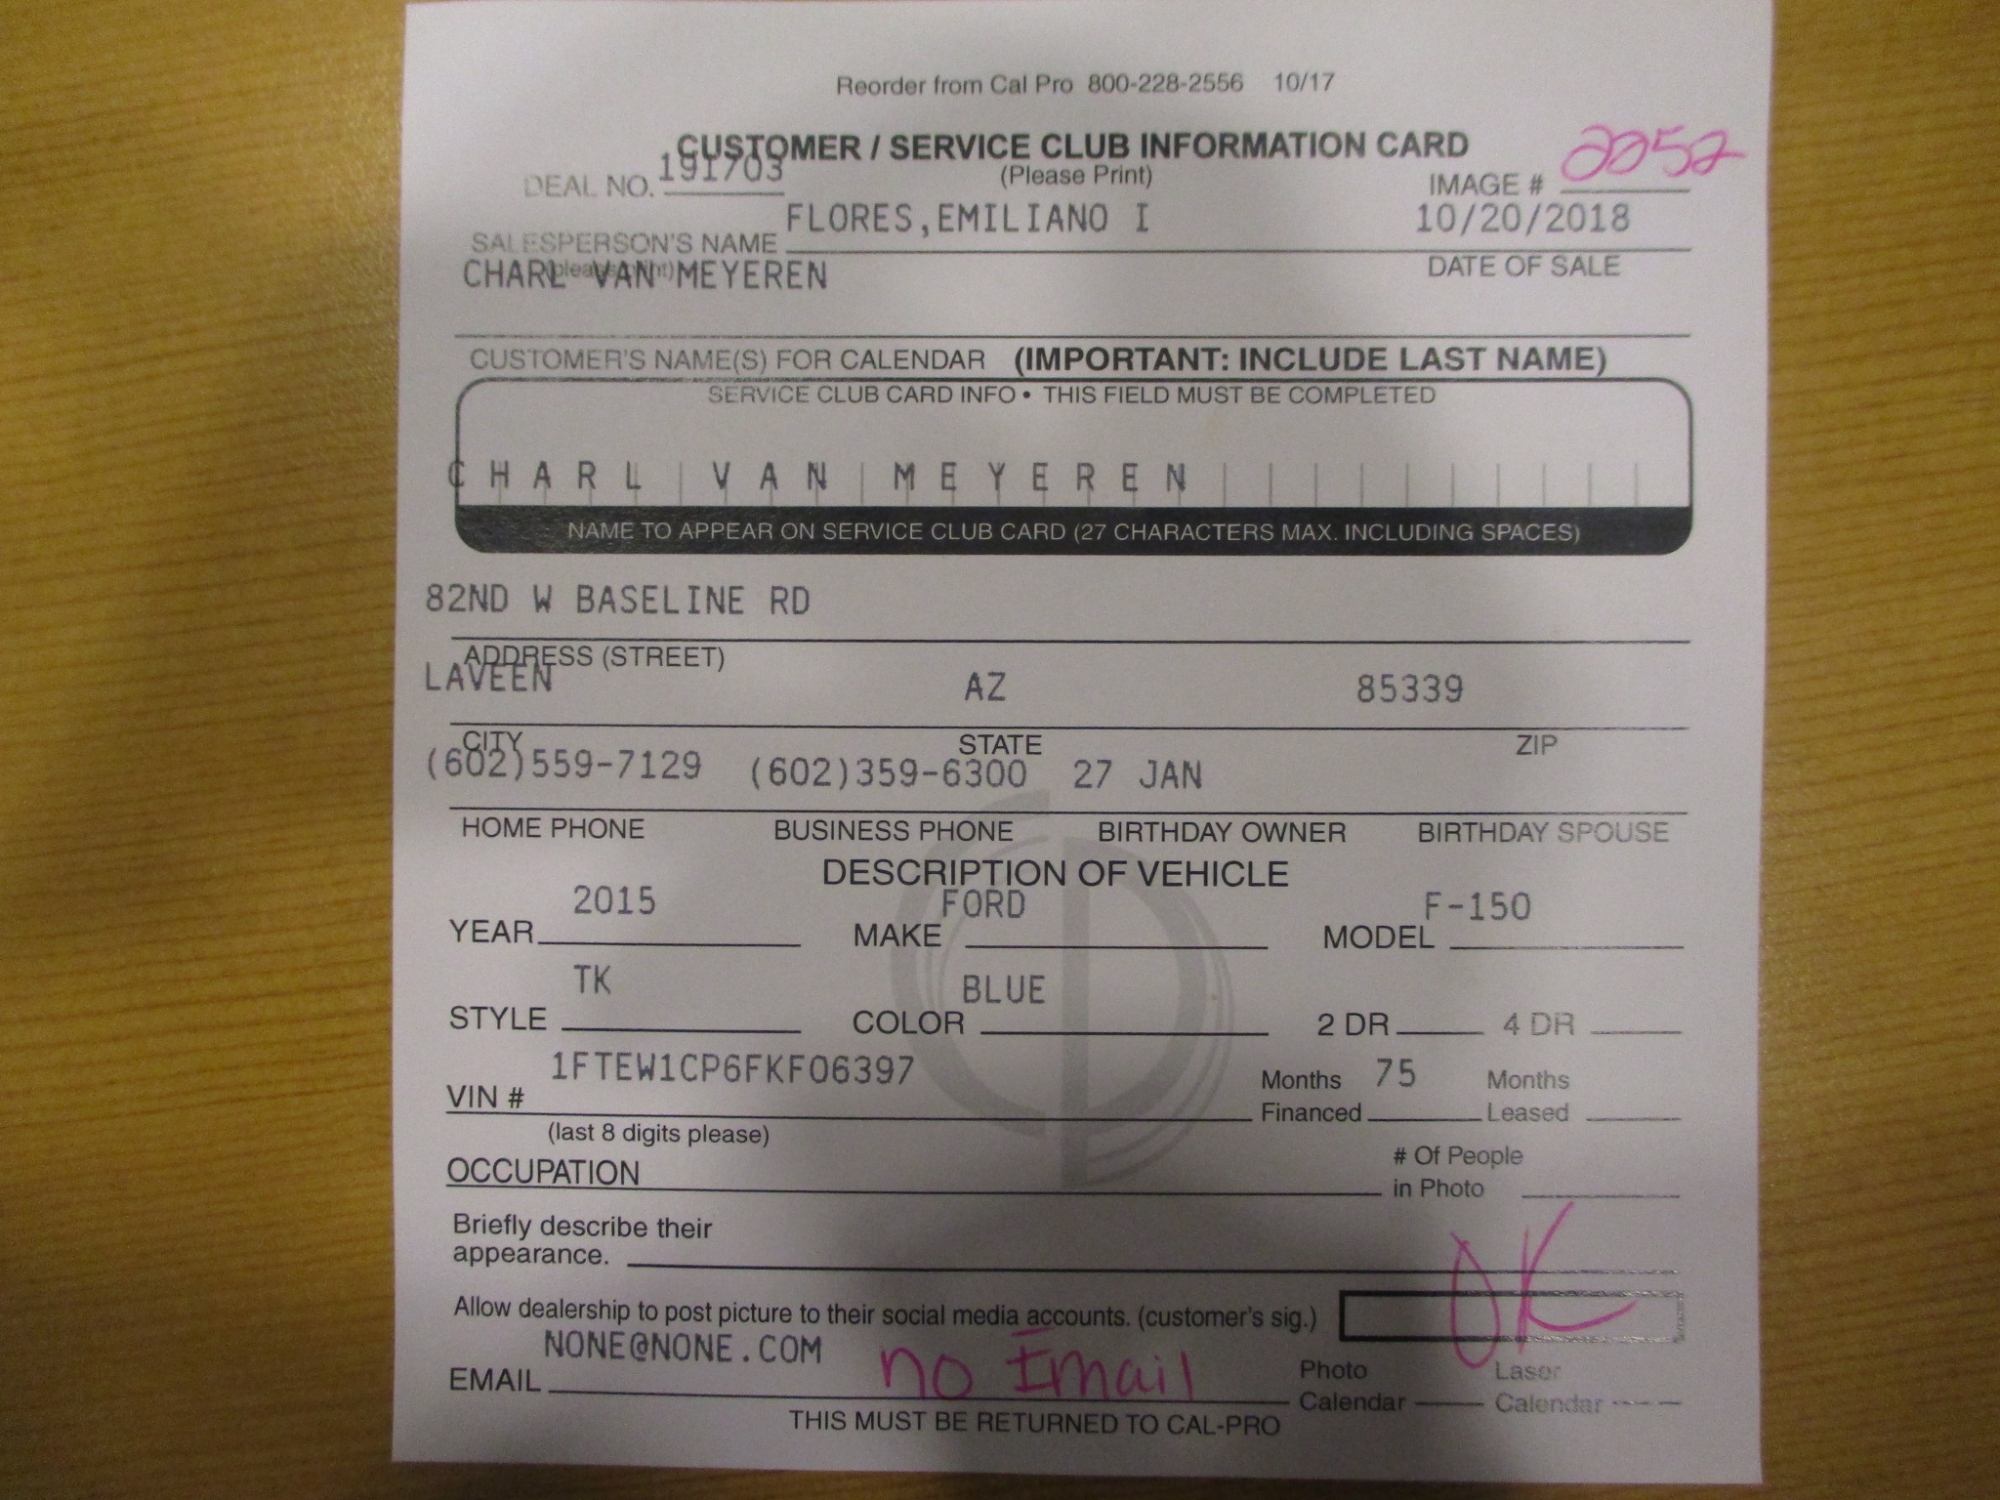 Reorder from Cal Pro 800-228-2556 10/17
CUSTOMER / SERVICE CLUB INFORMATION CARD
(Please Print)
DEAL NO. 191703
IMAGE # 2252
SALESPERSON'S NAME FLORES,EMILIANO I
10/20/2018
(please print)
DATE OF SALE
CHARL VAN MEYEREN
CUSTOMER'S NAME(S) FOR CALENDAR (IMPORTANT: INCLUDE LAST NAME)
SERVICE CLUB CARD INFO • THIS FIELD MUST BE COMPLETED
CHARL VAN MEYEREN
NAME TO APPEAR ON SERVICE CLUB CARD (27 CHARACTERS MAX. INCLUDING SPACES)
82ND W BASELINE RD
ADDRESS (STREET)
LAVEEN AZ 85339
CITY STATE ZIP
(602)559-7129 (602)359-6300 27 JAN
HOME PHONE BUSINESS PHONE BIRTHDAY OWNER BIRTHDAY SPOUSE
DESCRIPTION OF VEHICLE
YEAR 2015 MAKE FORD MODEL F-150
STYLE TK COLOR BLUE 2 DR 4 DR
VIN # 1FTEW1CP6FKF06397
Months Financed 75 Months Leased
(last 8 digits please)
OCCUPATION
# Of People in Photo
Briefly describe their
appearance.
Allow dealership to post picture to their social media accounts. (customer's sig.) OK
EMAIL NONE@NONE.COM no Email
Photo Calendar Laser Calendar
THIS MUST BE RETURNED TO CAL-PRO